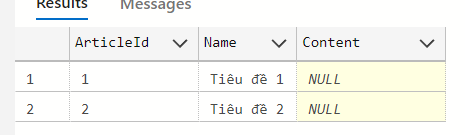 Results Messages
ArticleId Name Content
1 1 Tiêu đề 1 NULL
2 2 Tiêu đề 2 NULL